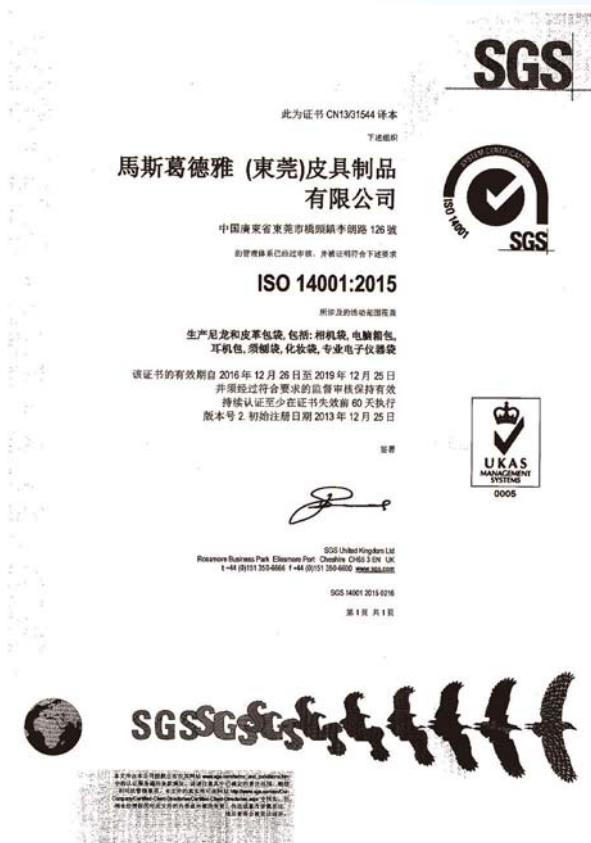 SGS
此为证书 CN13/31544 译本
下述组织
馬斯葛德雅 (東莞)皮具制品
有限公司
中国廣東省東莞市橋頭鎮李朗路 126 號
的管理体系已经过审核，并被证明符合下述要求
ISO 14001:2015
所涉及的活动范围覆盖
生产尼龙和皮革包袋, 包括: 相机袋, 电脑箱包,
耳机包, 须刨袋, 化妆袋, 专业电子仪器袋
该证书的有效期自 2016 年 12 月 26 日至 2019 年 12 月 25 日
并须经过符合要求的监督审核保持有效
持续认证至少在证书失效前 60 天执行
版本号 2. 初始注册日期 2013 年 12 月 25 日
签署
SYSTEM CERTIFICATION
ISO 14001
SGS
UKAS
MANAGEMENT
SYSTEMS
0005
SGS United Kingdom Ltd
Rossmore Business Park Ellesmere Port Cheshire CH65 3 EN UK
t +44 (0)151 350-6666 f +44 (0)151 350-6600 www.sgs.com
SGS 14001 2015-0216
第 1 页 共 1 页
SGSSGSGS